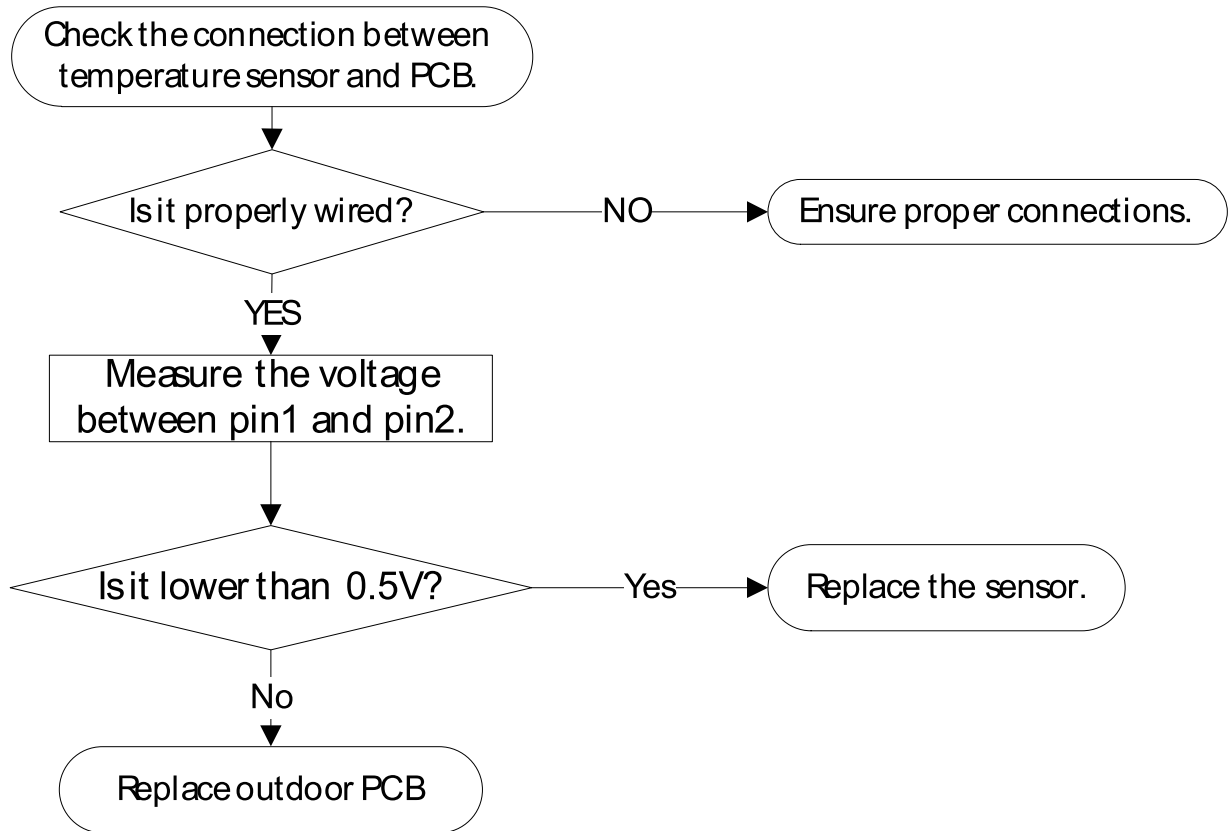 Check the connection between
temperature sensor and PCB.
Is it properly wired?
NO
Ensure proper connections.
YES
Measure the voltage
between pin1 and pin2.
Is it lower than 0.5V?
Yes
Replace the sensor.
No
Replace outdoor PCB